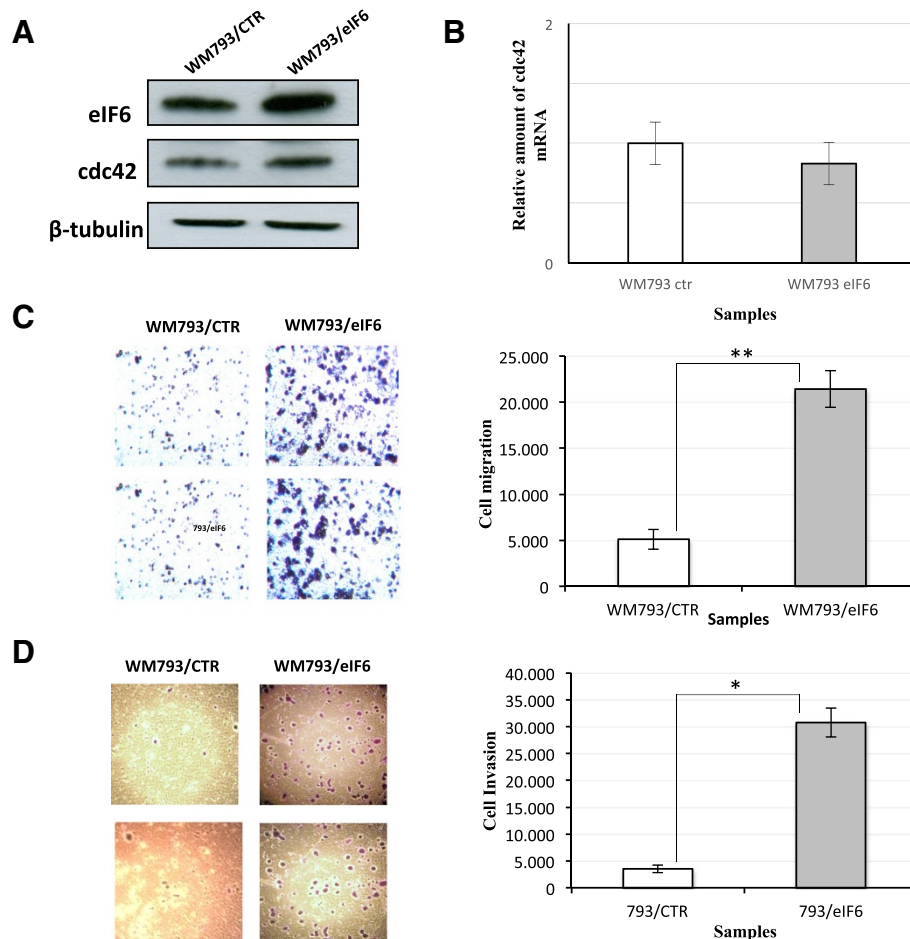 A
WM793/CTR
WM793/eIF6
eIF6
cdc42
β-tubulin
B
Relative amount of cdc42
mRNA
2
0
WM793 ctr
WM793 eIF6
Samples
C
WM793/CTR
WM793/eIF6
793/eIF6
Cell migration
25.000
20.000
15.000
10.000
5.000
0
**
WM793/CTR
WM793/eIF6
Samples
D
WM793/CTR
WM793/eIF6
Cell Invasion
40.000
35.000
30.000
25.000
20.000
15.000
10.000
5.000
0
*
793/CTR
793/eIF6
Samples